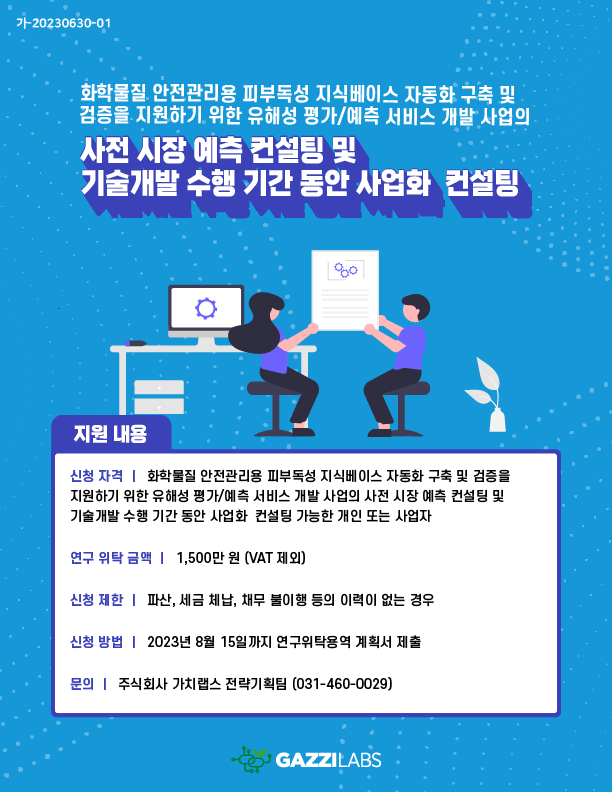 가-20230630-01
화학물질 안전관리용 피부독성 지식베이스 자동화 구축 및
검증을 지원하기 위한 유해성 평가/예측 서비스 개발 사업의
사전 시장 예측 컨설팅 및
기술개발 수행 기간 동안 사업화 컨설팅
지원 내용
신청 자격 | 화학물질 안전관리용 피부독성 지식베이스 자동화 구축 및 검증을
지원하기 위한 유해성 평가/예측 서비스 개발 사업의 사전 시장 예측 컨설팅 및
기술개발 수행 기간 동안 사업화 컨설팅 가능한 개인 또는 사업자
연구 위탁 금액 | 1,500만 원 (VAT 제외)
신청 제한 | 파산, 세금 체납, 채무 불이행 등의 이력이 없는 경우
신청 방법 | 2023년 8월 15일까지 연구위탁용역 계획서 제출
문의 | 주식회사 가치랩스 전략기획팀 (031-460-0029)
GAZZILABS